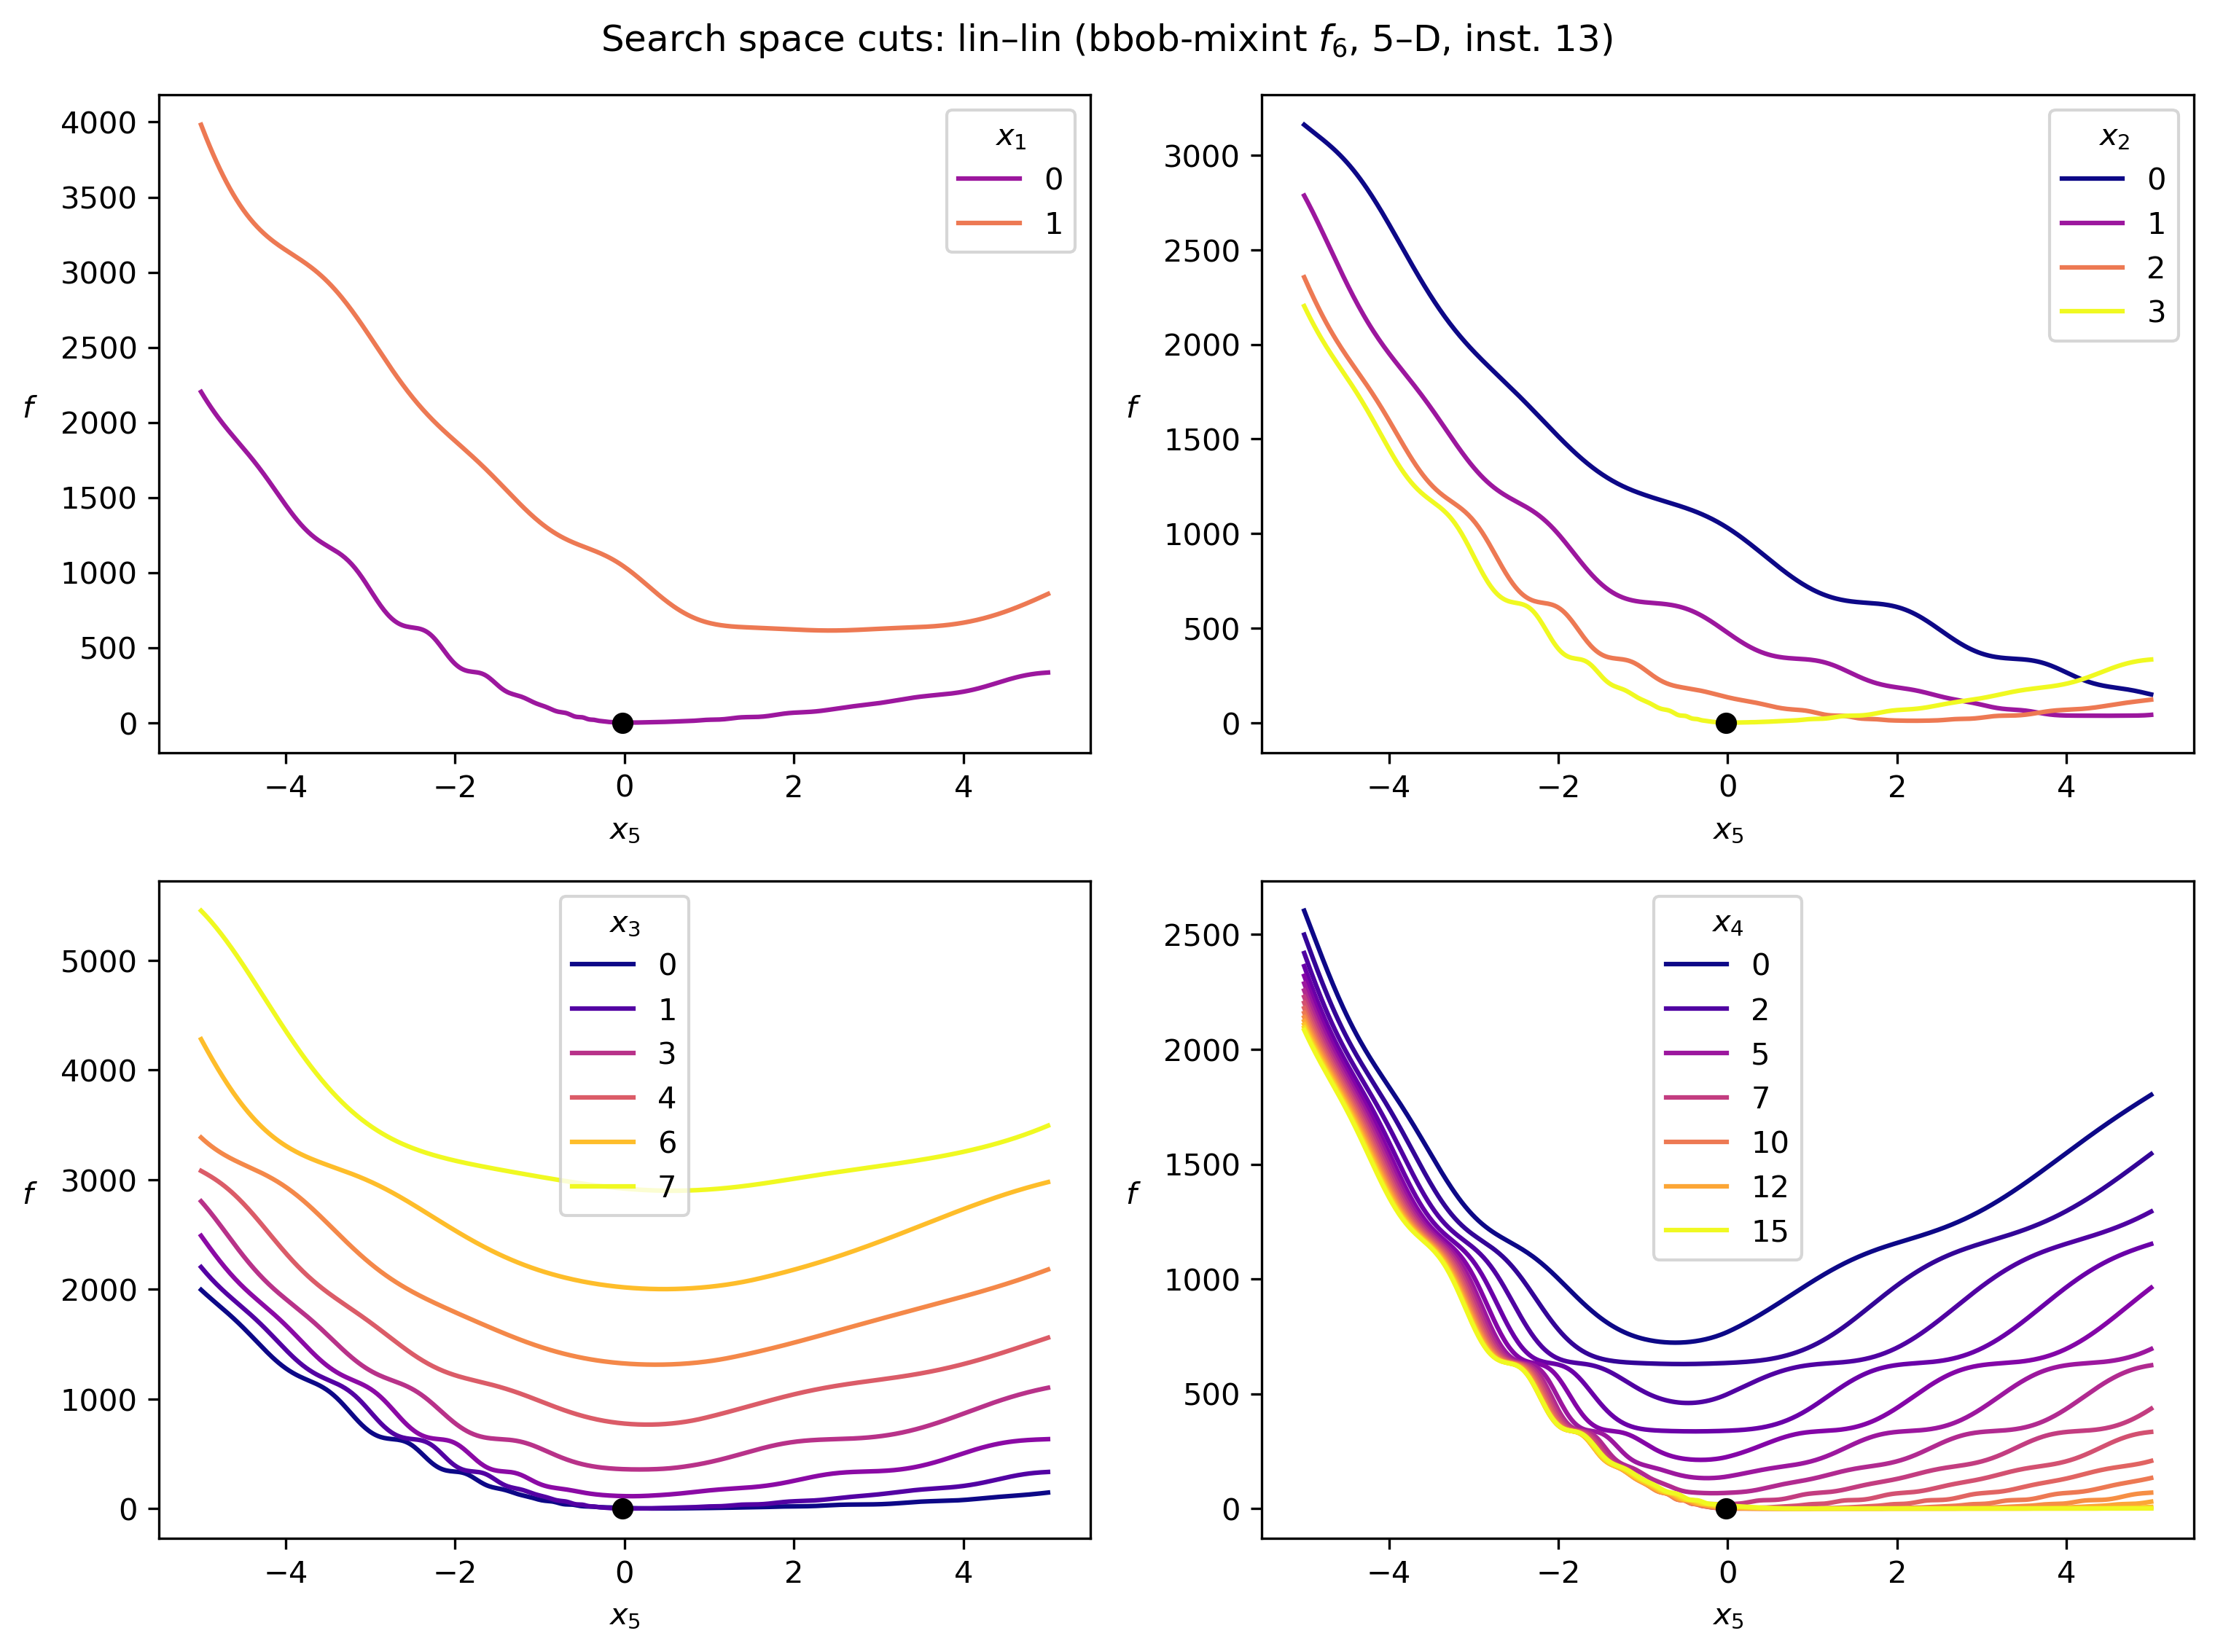 Search space cuts: lin–lin (bbob-mixint f6, 5–D, inst. 13)
4000
3500
3000
2500
2000
1500
1000
500
0
f
−4 −2 0 2 4
x5
x1
0
1
3000
2500
2000
1500
1000
500
0
f
−4 −2 0 2 4
x5
x2
0
1
2
3
5000
4000
3000
2000
1000
0
f
−4 −2 0 2 4
x5
x3
0
1
3
4
6
7
2500
2000
1500
1000
500
0
f
−4 −2 0 2 4
x5
x4
0
2
5
7
10
12
15